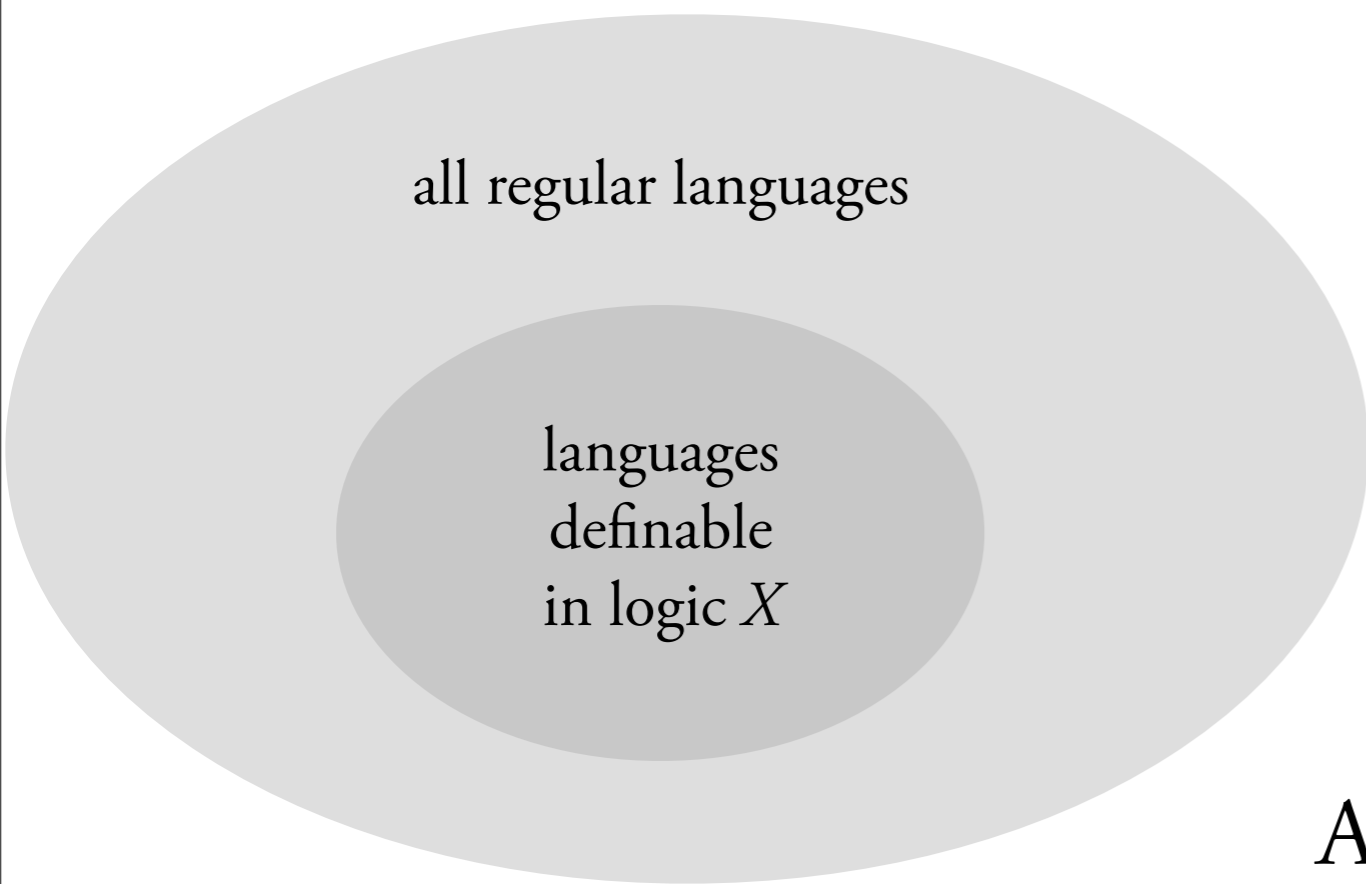 all regular languages
languages
definable
in logic X
A